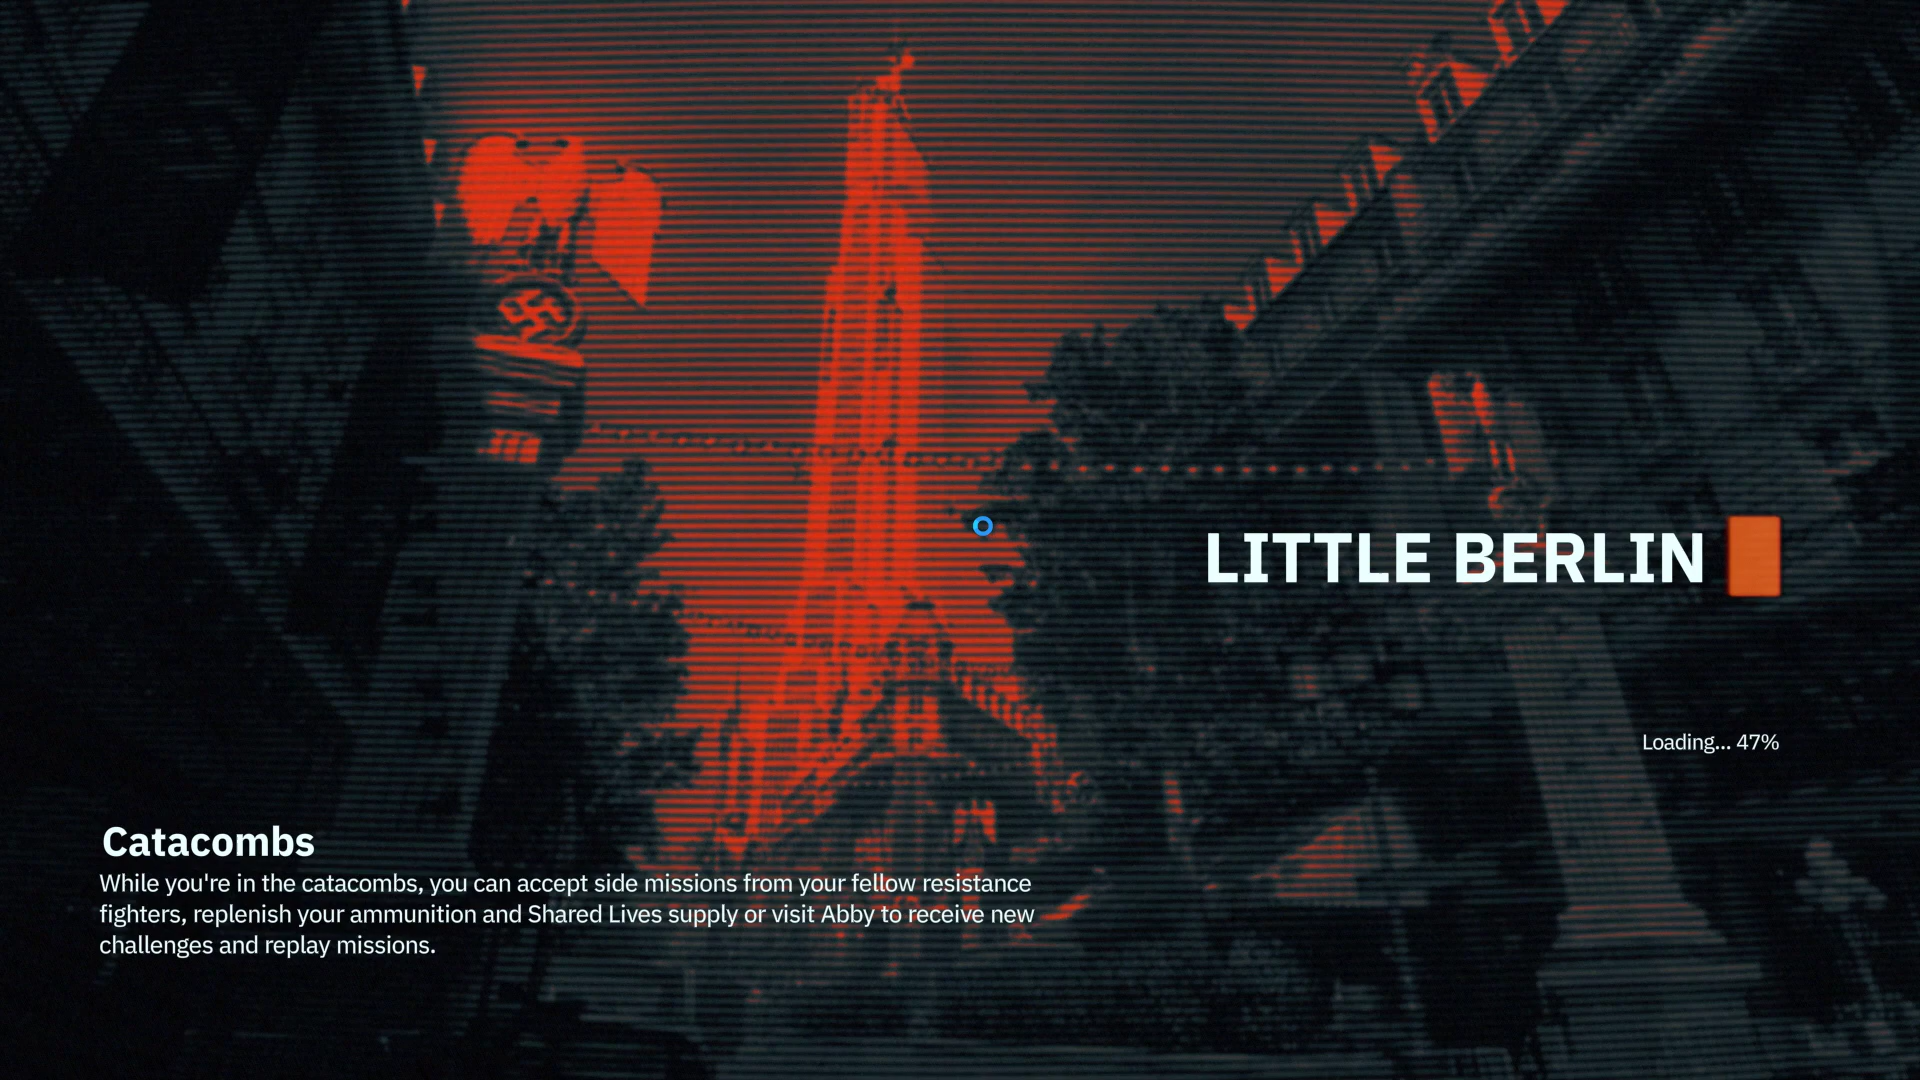 LITTLE BERLIN
Loading... 47%
Catacombs
While you're in the catacombs, you can accept side missions from your fellow resistance
fighters, replenish your ammunition and Shared Lives supply or visit Abby to receive new
challenges and replay missions.